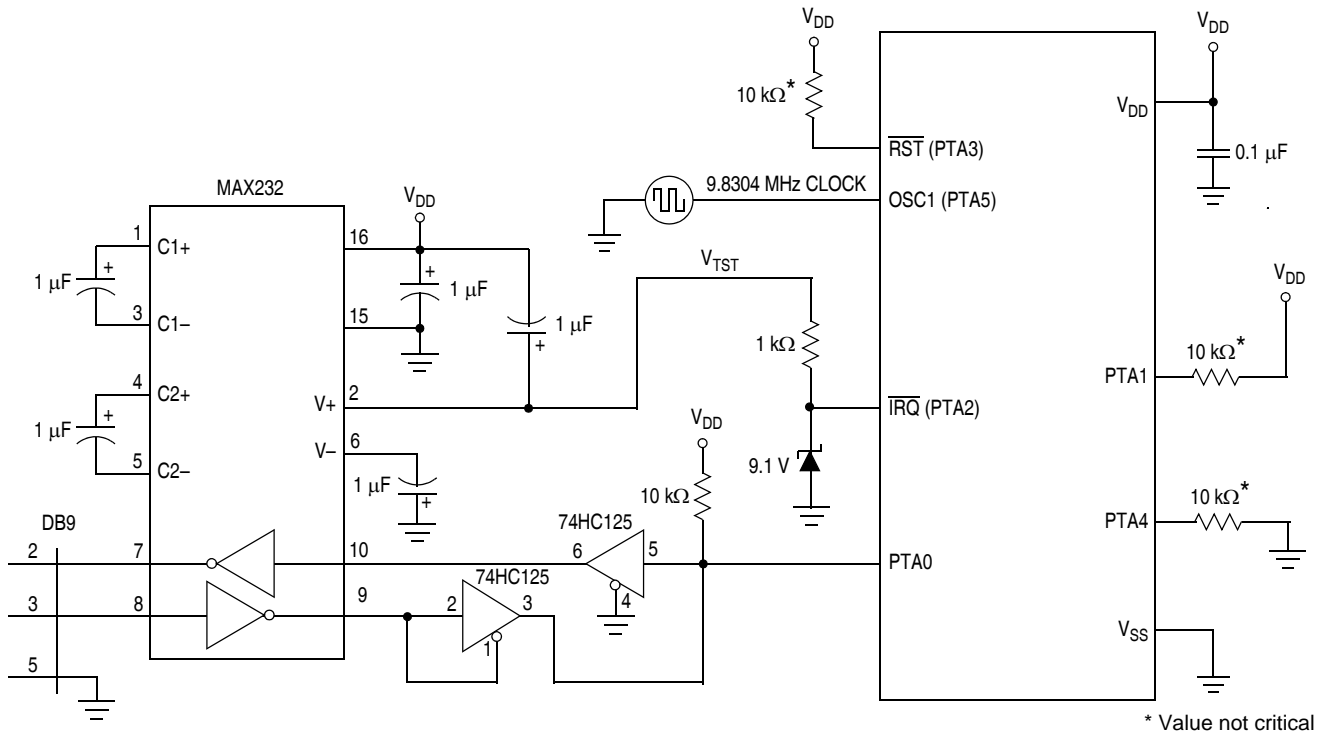 V_DD
V_DD
10 kΩ*
V_DD
0.1 µF
RST (PTA3)
MAX232
9.8304 MHz CLOCK
OSC1 (PTA5)
V_DD
1
C1+
16
1 µF
+
+
1 µF
V_TST
V_DD
3
C1–
15
1 µF
+
1 kΩ
10 kΩ*
PTA1
4
C2+
V+
2
IRQ (PTA2)
1 µF
+
V_DD
V–
6
9.1 V
5
C2–
1 µF
+
10 kΩ
10 kΩ*
PTA4
DB9
74HC125
2
7
10
6
5
PTA0
74HC125
4
3
8
9
2
3
1
V_SS
5
* Value not critical